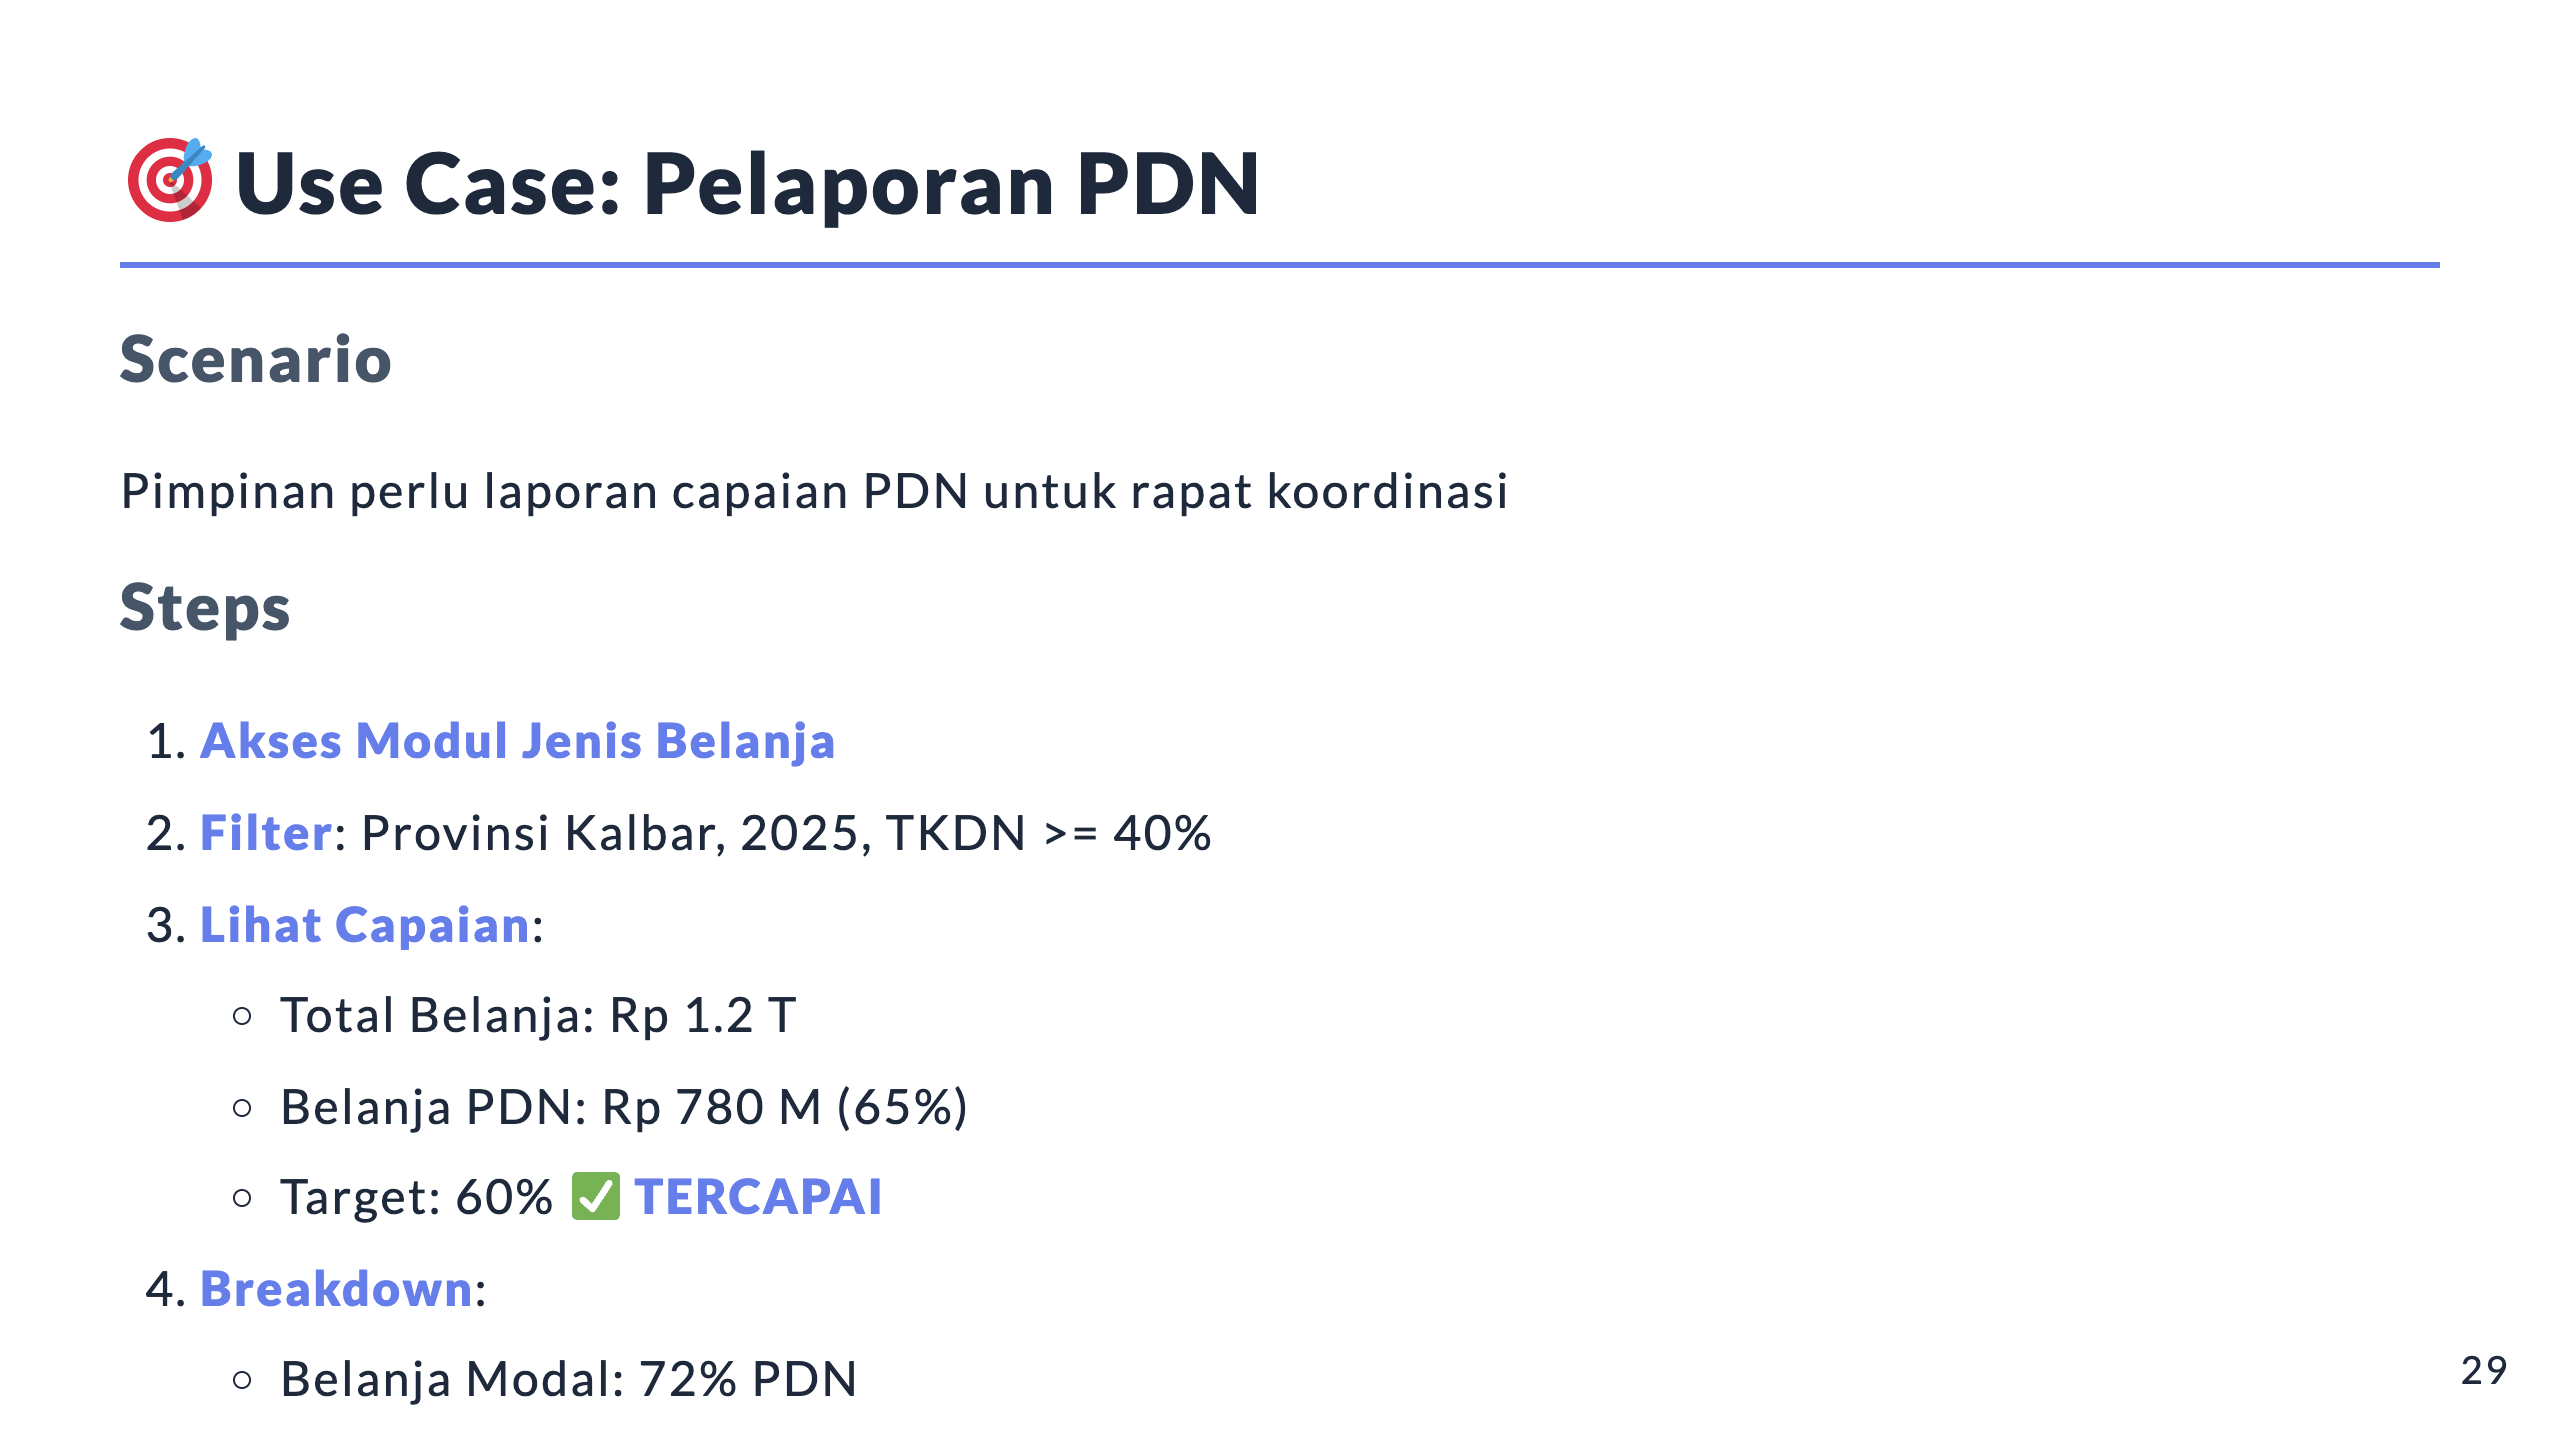 🎯 Use Case: Pelaporan PDN
Scenario
Pimpinan perlu laporan capaian PDN untuk rapat koordinasi
Steps
1. Akses Modul Jenis Belanja
2. Filter: Provinsi Kalbar, 2025, TKDN >= 40%
3. Lihat Capaian:
○ Total Belanja: Rp 1.2 T
○ Belanja PDN: Rp 780 M (65%)
○ Target: 60% ✅ TERCAPAI
4. Breakdown:
○ Belanja Modal: 72% PDN
29